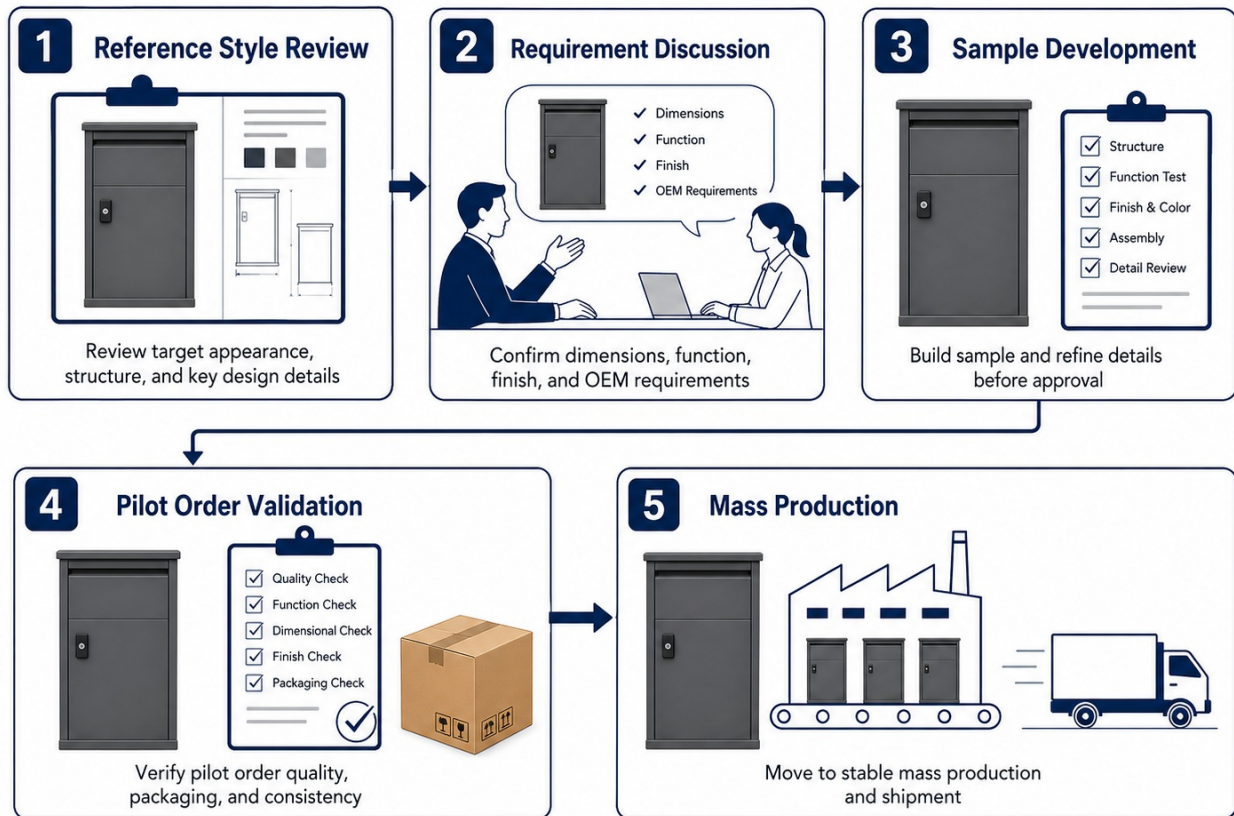 1 Reference Style Review
Review target appearance,
structure, and key design details
2 Requirement Discussion
Dimensions
Function
Finish
OEM Requirements
Confirm dimensions, function,
finish, and OEM requirements
3 Sample Development
Structure
Function Test
Finish & Color
Assembly
Detail Review
Build sample and refine details
before approval
4 Pilot Order Validation
Quality Check
Function Check
Dimensional Check
Finish Check
Packaging Check
Verify pilot order quality,
packaging, and consistency
5 Mass Production
Move to stable mass production
and shipment